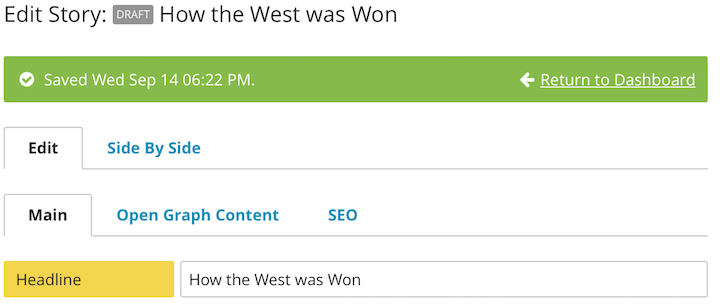 Edit Story: DRAFT How the West was Won
Saved Wed Sep 14 06:22 PM. Return to Dashboard
Edit Side By Side
Main Open Graph Content SEO
Headline How the West was Won